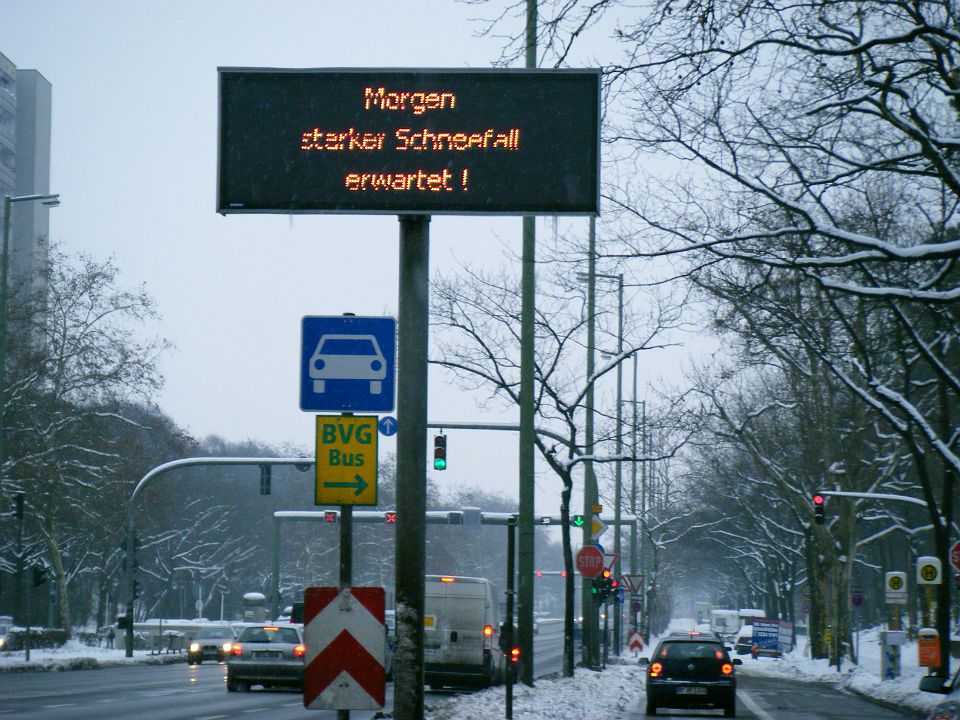 Morgen
starker Schneefall
erwartet !
BVG
Bus
STOP